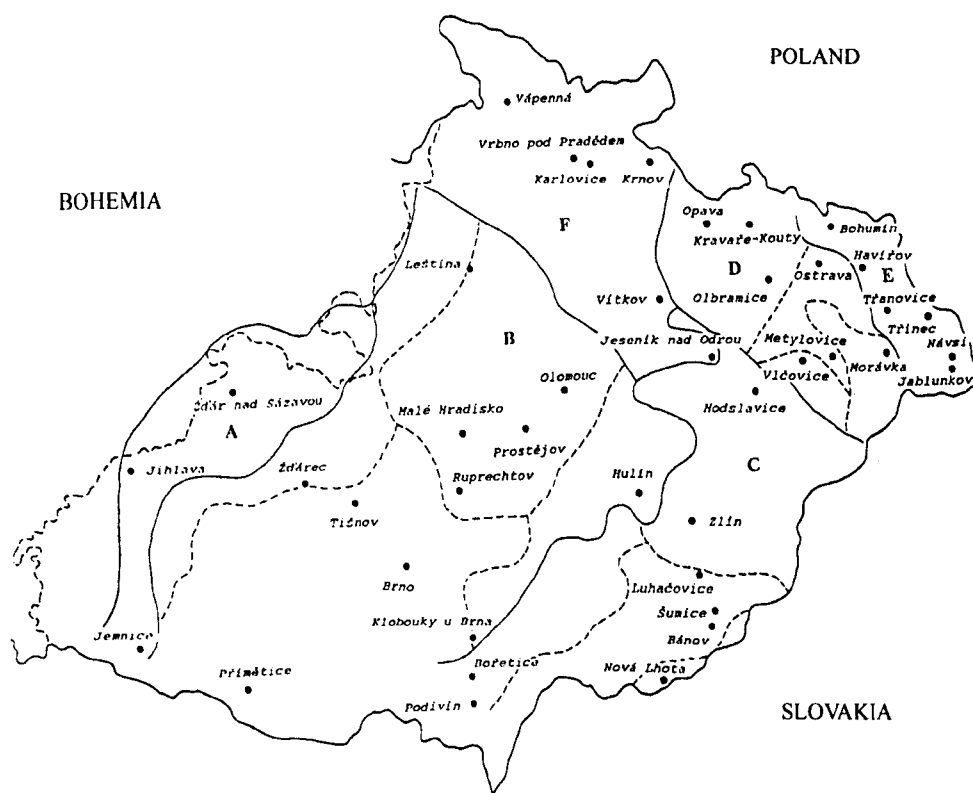 POLAND
Vápenná
Vrbno pod Pradědem
Karlovice
Krnov
BOHEMIA
Opava
Kravaře-Kouty
Bohumín
F
Havířov
Leština
D
Ostrava
E
Olbramice
Vítkov
Třanovice
Třinec
B
Jeseník nad Odrou
Metylovice
Návsí
Vlčovice
Morávka
Jablunkov
Olomouc
Hodslavice
Žďár nad Sázavou
Malé Hradisko
A
Prostějov
C
Jihlava
Žďárec
Ruprechtov
Hulín
Tišnov
Zlín
Brno
Luhačovice
Klobouky u Brna
Šumice
Jemnice
Bánov
Bořetice
Přímětice
Nová Lhota
Podivín
SLOVAKIA